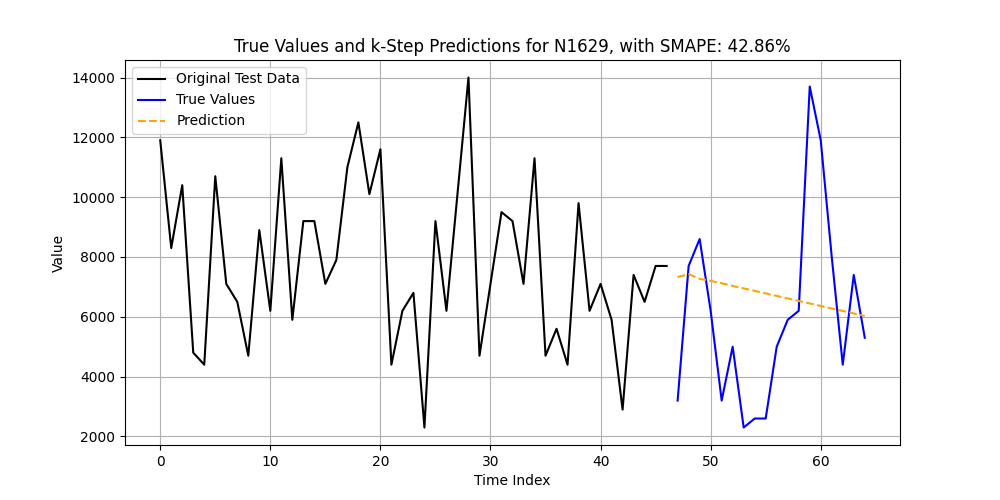 True Values and k-Step Predictions for N1629, with SMAPE: 42.86%
Original Test Data
True Values
Prediction
14000
12000
10000
8000
6000
4000
2000
Value
0 10 20 30 40 50 60
Time Index